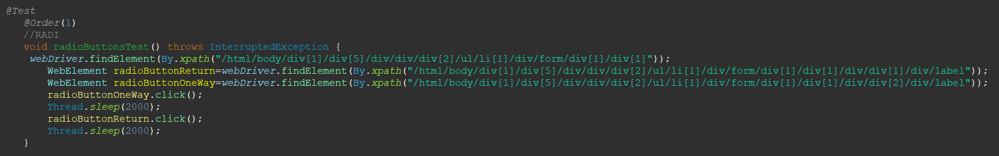 @Test
@Order(1)
//RADI
void radioButtonsTest() throws InterruptedException {
webDriver.findElement(By.xpath("/html/body/div[1]/div[5]/div/div/div[2]/ul/li[1]/div/form/div[1]/div[1]"));
WebElement radioButtonReturn=webDriver.findElement(By.xpath("/html/body/div[1]/div[5]/div/div/div[2]/ul/li[1]/div/form/div[1]/div[1]/div/div[1]/div/label"));
WebElement radioButtonOneWay=webDriver.findElement(By.xpath("/html/body/div[1]/div[5]/div/div/div[2]/ul/li[1]/div/form/div[1]/div[1]/div/div[2]/div/label"));
radioButtonOneWay.click();
Thread.sleep(2000);
radioButtonReturn.click();
Thread.sleep(2000);
}